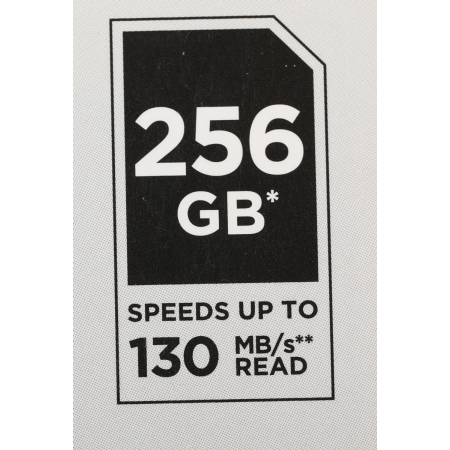 256
GB*
SPEEDS UP TO
130 MB/s**
READ